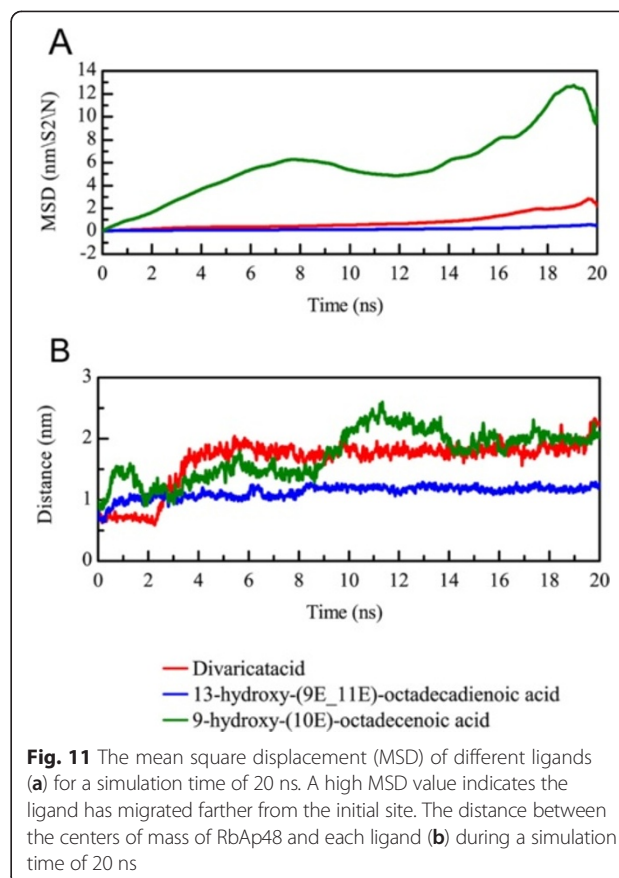 A
14
12
10
8
6
4
2
0
-2
MSD (nm\S2\N)
0 2 4 6 8 10 12 14 16 18 20
Time (ns)
B
3
2
1
0
Distance (nm)
0 2 4 6 8 10 12 14 16 18 20
Time (ns)
Divaricatacid
13-hydroxy-(9E_11E)-octadecadienoic acid
9-hydroxy-(10E)-octadecenoic acid
Fig. 11 The mean square displacement (MSD) of different ligands
(a) for a simulation time of 20 ns. A high MSD value indicates the
ligand has migrated farther from the initial site. The distance between
the centers of mass of RbAp48 and each ligand (b) during a simulation
time of 20 ns